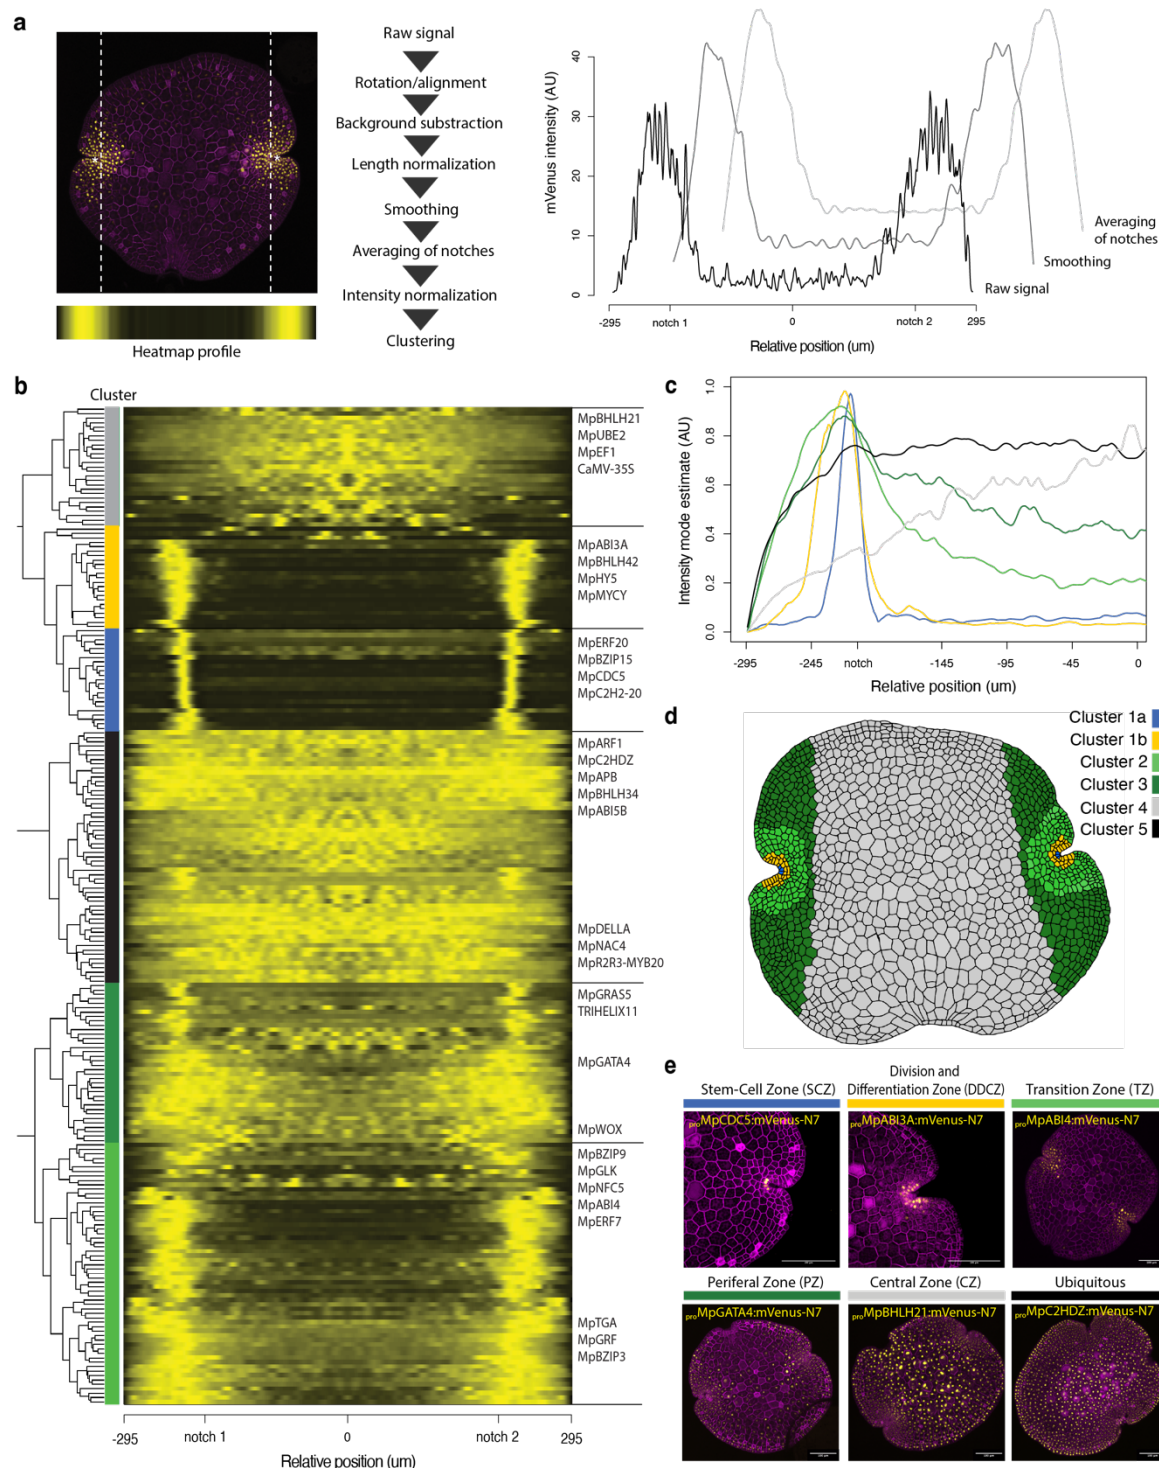 a
Raw signal
Rotation/alignment
Background substraction
Length normalization
Smoothing
Averaging of notches
Intensity normalization
Clustering
Heatmap profile
mVenus intensity (AU)
0
10
20
30
40
-295
notch 1
0
notch 2
295
Relative position (um)
Averaging
of notches
Smoothing
Raw signal
b
Cluster
MpBHLH21
MpUBE2
MpEF1
CaMV-35S
MpABI3A
MpBHLH42
MpHY5
MpMYCY
MpERF20
MpBZIP15
MpCDC5
MpC2H2-20
MpARF1
MpC2HDZ
MpAPB
MpBHLH34
MpABI5B
MpDELLA
MpNAC4
MpR2R3-MYB20
MpGRAS5
TRIHELIX11
MpGATA4
MpWOX
MpBZIP9
MpGLK
MpNFC5
MpABI4
MpERF7
MpTGA
MpGRF
MpBZIP3
-295
notch 1
0
notch 2
295
Relative position (um)
c
Intensity mode estimate (AU)
1.0
0.8
0.6
0.4
0.2
0.0
-295
-245
notch
-145
-95
-45
0
Relative position (um)
d
Cluster 1a
Cluster 1b
Cluster 2
Cluster 3
Cluster 4
Cluster 5
e
Stem-Cell Zone (SCZ)
Division and
Differentiation Zone (DDCZ)
Transition Zone (TZ)
proMpCDC5:mVenus-N7
proMpABI3A:mVenus-N7
proMpABI4:mVenus-N7
Periferal Zone (PZ)
Central Zone (CZ)
Ubiquitous
proMpGATA4:mVenus-N7
proMpBHLH21:mVenus-N7
proMpC2HDZ:mVenus-N7